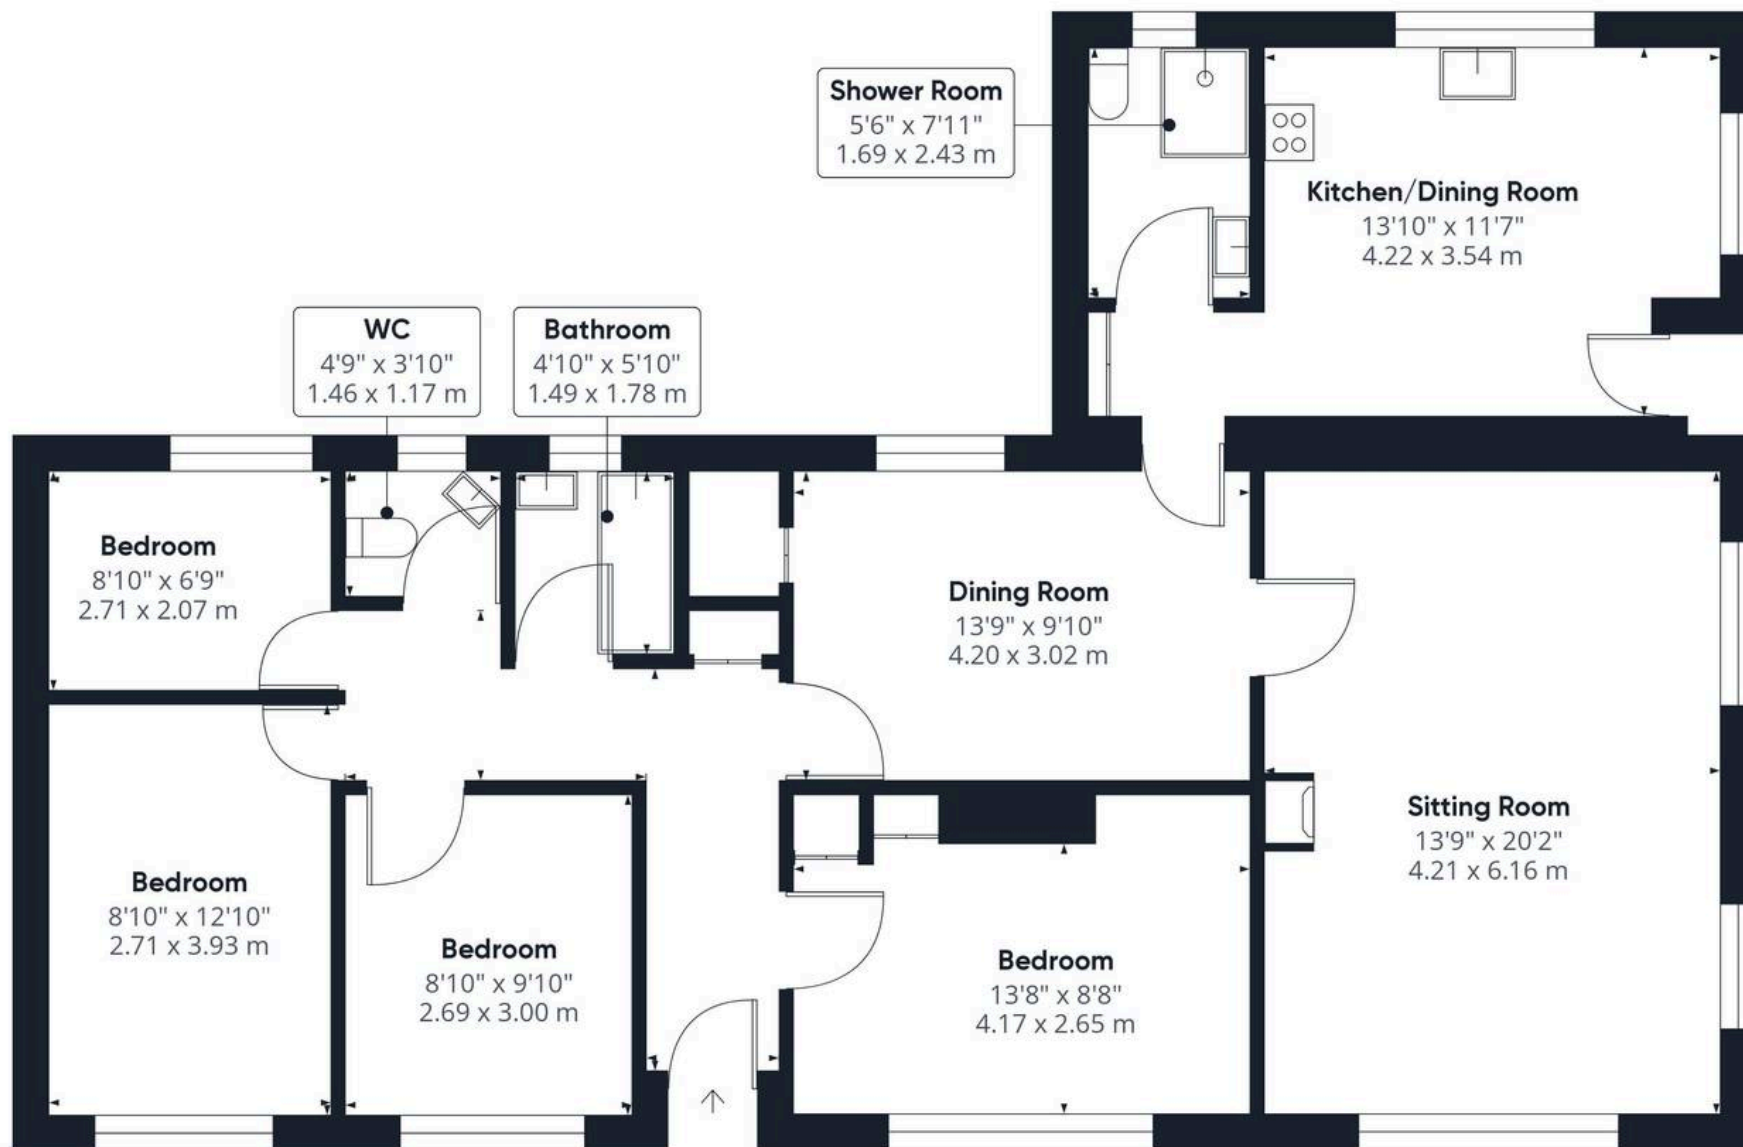 Shower Room
5'6" x 7'11"
1.69 x 2.43 m
Kitchen/Dining Room
13'10" x 11'7"
4.22 x 3.54 m
WC
4'9" x 3'10"
1.46 x 1.17 m
Bathroom
4'10" x 5'10"
1.49 x 1.78 m
Bedroom
8'10" x 6'9"
2.71 x 2.07 m
Dining Room
13'9" x 9'10"
4.20 x 3.02 m
Sitting Room
13'9" x 20'2"
4.21 x 6.16 m
Bedroom
8'10" x 12'10"
2.71 x 3.93 m
Bedroom
8'10" x 9'10"
2.69 x 3.00 m
Bedroom
13'8" x 8'8"
4.17 x 2.65 m